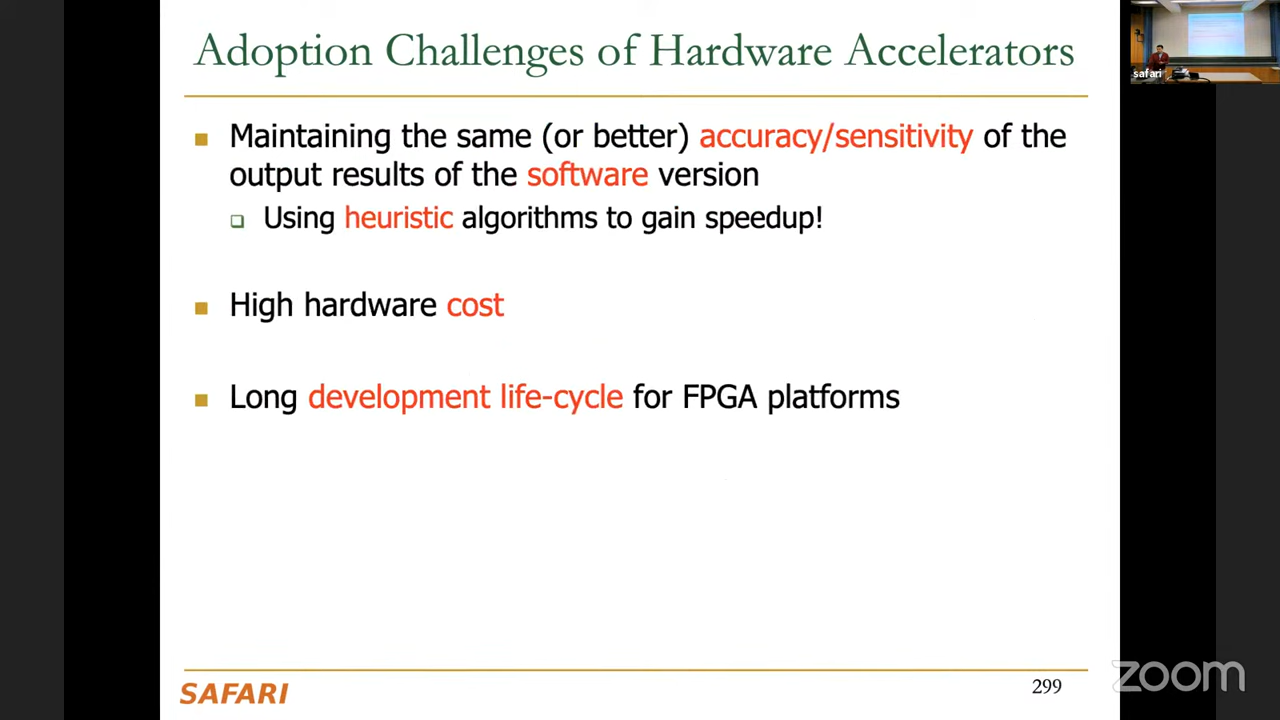 Adoption Challenges of Hardware Accelerators
Maintaining the same (or better) accuracy/sensitivity of the
output results of the software version
Using heuristic algorithms to gain speedup!
High hardware cost
Long development life-cycle for FPGA platforms
SAFARI
299
safari
zoom